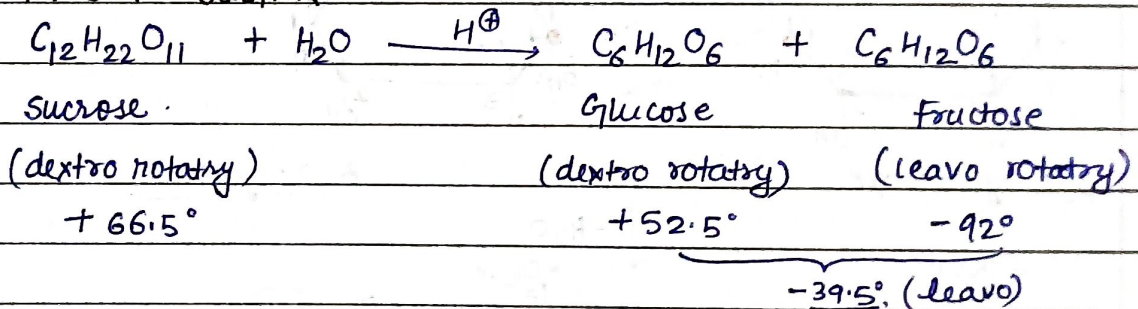 C₁₂H₂₂O₁₁ + H₂O —H⊕→ C₆H₁₂O₆ + C₆H₁₂O₆
Sucrose. Glucose Fructose
(dextro rotatry) (dextro rotatry) (leavo rotatry)
+ 66.5° +52.5° -92°
-39.5°. (leavo)